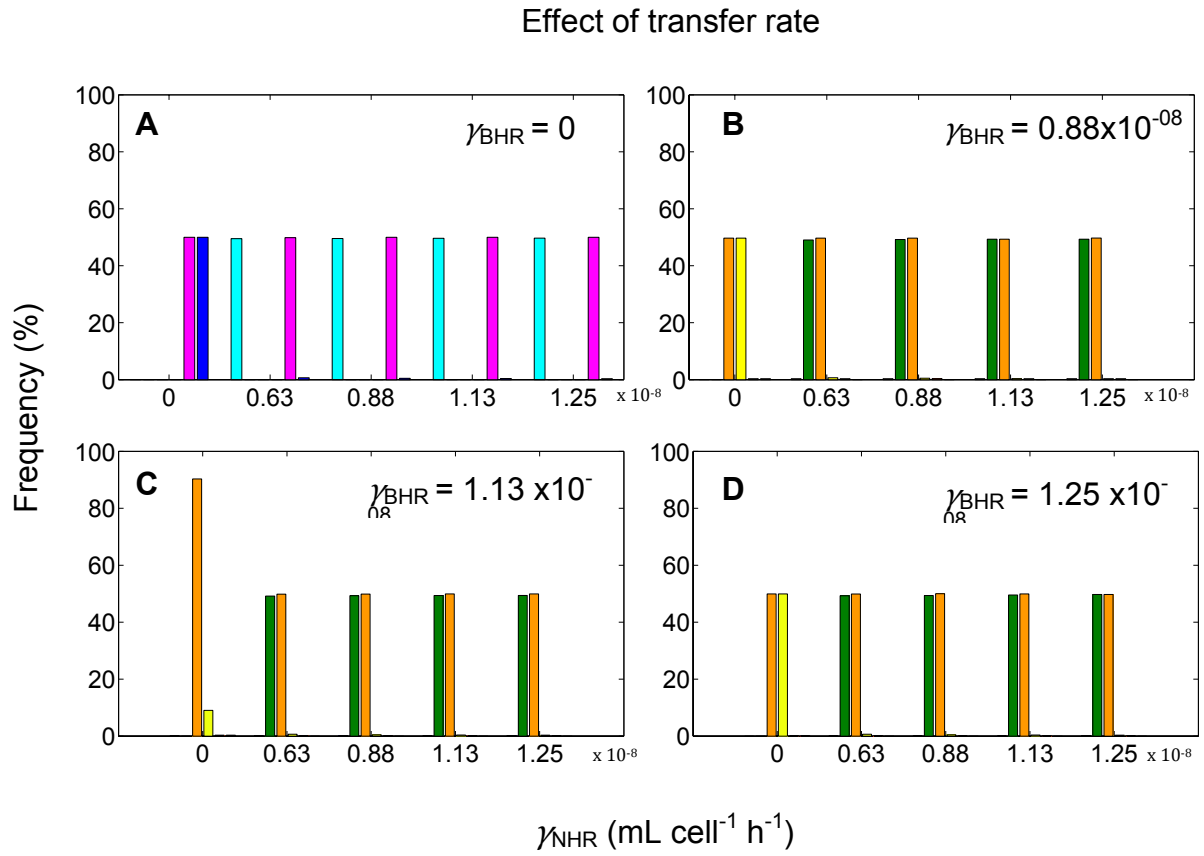 Effect of transfer rate
Frequency (%)
A
γBHR = 0
100
80
60
40
20
0
0 0.63 0.88 1.13 1.25 x 10-8
B
γBHR = 0.88x10-08
100
80
60
40
20
0
0 0.63 0.88 1.13 1.25 x 10-8
C
γBHR = 1.13 x10-
08
100
80
60
40
20
0
0 0.63 0.88 1.13 1.25 x 10-8
D
γBHR = 1.25 x10-
08
100
80
60
40
20
0
0 0.63 0.88 1.13 1.25 x 10-8
γNHR (mL cell-1 h-1)